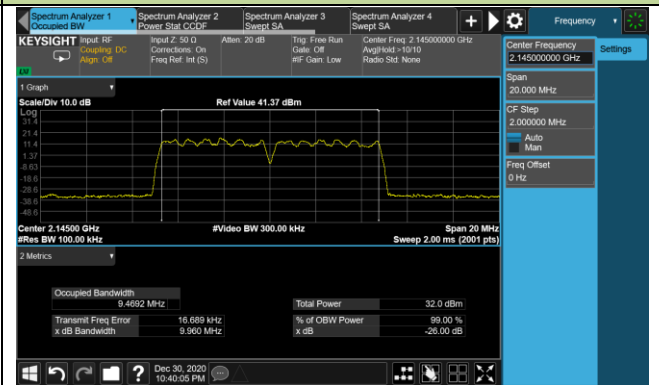 Spectrum Analyzer 1
Occupied BW
Spectrum Analyzer 2
Power Stat CCDF
Spectrum Analyzer 3
Swept SA
Spectrum Analyzer 4
Swept SA
Frequency
KEYSIGHT
Input: RF
Coupling: DC
Align: Off
Input Z: 50 Ω
Corrections: On
Freq Ref: Int (S)
Atten: 20 dB
Trig: Free Run
Gate: Off
#IF Gain: Low
Center Freq: 2.145000000 GHz
Avg|Hold:>10/10
Radio Std: None
Center Frequency
2.145000000 GHz
Settings
Span
20.000 MHz
CF Step
2.000000 MHz
Auto
Man
Freq Offset
0 Hz
1 Graph
Scale/Div 10.0 dB
Ref Value 41.37 dBm
Log
31.4
21.4
11.4
1.37
-8.63
-18.6
-28.6
-38.6
-48.6
Center 2.14500 GHz
#Video BW 300.00 kHz
Span 20 MHz
#Res BW 100.00 kHz
Sweep 2.00 ms (2001 pts)
2 Metrics
Occupied Bandwidth
9.4692 MHz
Total Power 32.0 dBm
Transmit Freq Error 16.689 kHz
% of OBW Power 99.00 %
x dB Bandwidth 9.960 MHz
x dB -26.00 dB
Dec 30, 2020
10:40:05 PM